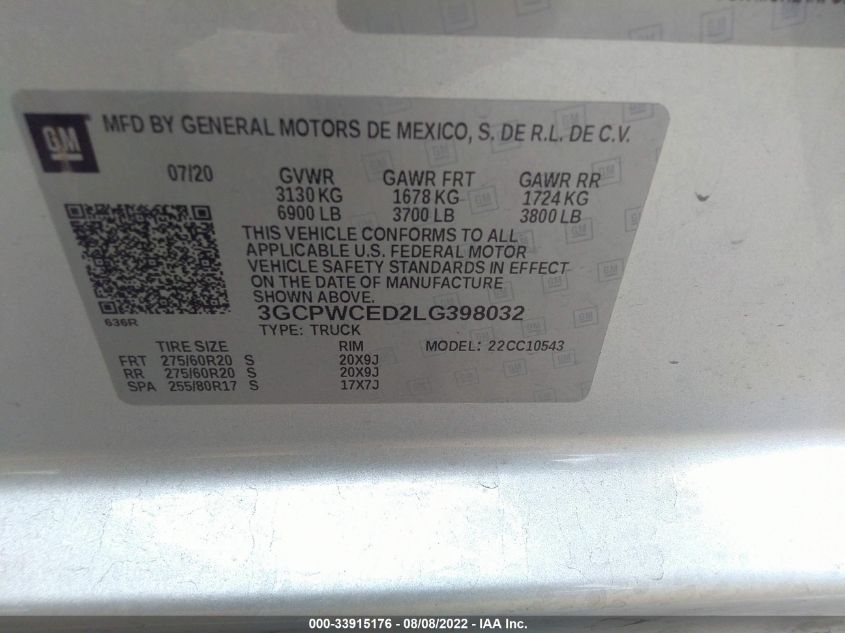 GM
MFD BY GENERAL MOTORS DE MEXICO, S. DE R.L. DE C.V.
07/20 GVWR GAWR FRT GAWR RR
3130 KG 1678 KG 1724 KG
6900 LB 3700 LB 3800 LB
THIS VEHICLE CONFORMS TO ALL
APPLICABLE U.S. FEDERAL MOTOR
VEHICLE SAFETY STANDARDS IN EFFECT
ON THE DATE OF MANUFACTURE
SHOWN ABOVE.
3GCPWCED2LG398032
636R
TYPE: TRUCK
TIRE SIZE RIM MODEL: 22CC10543
FRT 275/60R20 S 20X9J
RR 275/60R20 S 20X9J
SPA 255/80R17 S 17X7J
000-33915176 - 08/08/2022 - IAA Inc.